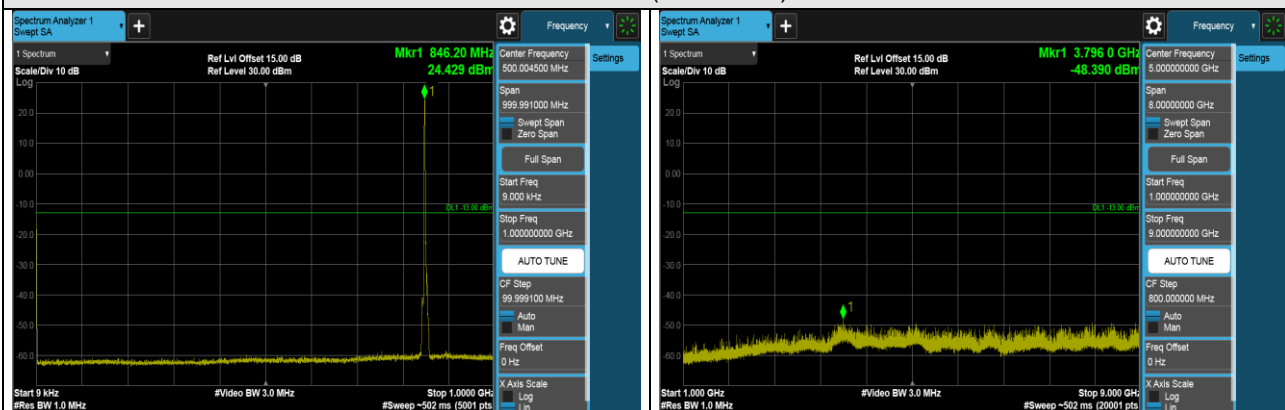 Spectrum Analyzer 1
Swept SA
Frequency
1 Spectrum
Scale/Div 10 dB
Log
Ref Lvl Offset 15.00 dB
Ref Level 30.00 dBm
Mkr1 846.20 MHz
24.429 dBm
1
20.0
10.0
0.00
-10.0
-20.0
-30.0
-40.0
-50.0
-60.0
DL1 -13.00 dBm
Start 9 kHz
#Res BW 1.0 MHz
#Video BW 3.0 MHz
Stop 1.0000 GHz
#Sweep ~502 ms (5001 pts
Center Frequency
500.004500 MHz
Span
999.991000 MHz
Swept Span
Zero Span
Full Span
Start Freq
9.000 kHz
Stop Freq
1.000000000 GHz
AUTO TUNE
CF Step
99.999100 MHz
Auto
Man
Freq Offset
0 Hz
X Axis Scale
Log
Lin
Settings
Spectrum Analyzer 1
Swept SA
Frequency
1 Spectrum
Scale/Div 10 dB
Log
Ref Lvl Offset 15.00 dB
Ref Level 30.00 dBm
Mkr1 3.796 0 GHz
-48.390 dBm
1
20.0
10.0
0.00
-10.0
-20.0
-30.0
-40.0
-50.0
-60.0
DL1 -13.00 dBm
Start 1.000 GHz
#Res BW 1.0 MHz
#Video BW 3.0 MHz
Stop 9.000 GHz
#Sweep ~502 ms (20001 pts
Center Frequency
5.000000000 GHz
Span
8.00000000 GHz
Swept Span
Zero Span
Full Span
Start Freq
1.000000000 GHz
Stop Freq
9.000000000 GHz
AUTO TUNE
CF Step
800.000000 MHz
Auto
Man
Freq Offset
0 Hz
X Axis Scale
Log
Lin
Settings